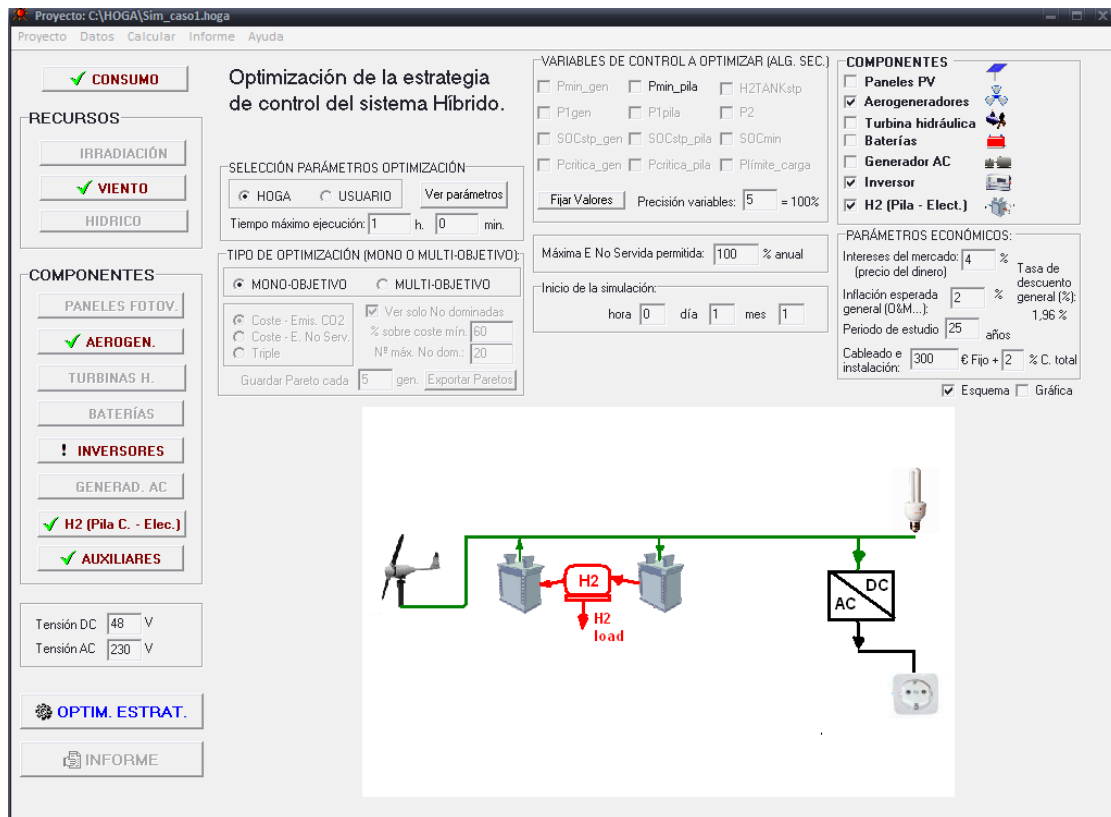 Proyecto: C:\HOGA\Sim_caso1.hoga
Proyecto Datos Calcular Informe Ayuda
CONSUMO
RECURSOS
IRRADIACIÓN
VIENTO
HIDRICO
COMPONENTES
PANELES FOTOV.
AEROGEN.
TURBINAS H.
BATERÍAS
! INVERSORES
GENERAD. AC
H2 (Pila C. - Elec.)
AUXILIARES
Tensión DC 48 V
Tensión AC 230 V
OPTIM. ESTRAT.
INFORME
Optimización de la estrategia
de control del sistema Híbrido.
SELECCIÓN PARÁMETROS OPTIMIZACIÓN
HOGA USUARIO Ver parámetros
Tiempo máximo ejecución: 1 h. 0 min.
TIPO DE OPTIMIZACIÓN (MONO O MULTI-OBJETIVO):
MONO-OBJETIVO MULTI-OBJETIVO
Coste - Emis. CO2
Coste - E. No Serv.
Triple
Ver solo No dominadas
% sobre coste mín. 60
Nº máx. No dom.: 20
Guardar Pareto cada 5 gen. Exportar Paretos
VARIABLES DE CONTROL A OPTIMIZAR (ALG. SEC.)
Pmin_gen Pmin_pila H2TANKstp
P1gen P1pila P2
SOCstp_gen SOCstp_pila SOCmin
Pcritica_gen Pcritica_pila Plímite_carga
Fijar Valores Precisión variables: 5 = 100%
Máxima E No Servida permitida: 100 % anual
Inicio de la simulación:
hora 0 día 1 mes 1
COMPONENTES
Paneles PV
Aerogeneradores
Turbina hidráulica
Baterías
Generador AC
Inversor
H2 (Pila - Elect.)
PARÁMETROS ECONÓMICOS:
Intereses del mercado: 4 %
(precio del dinero)
Inflación esperada 2 %
general (O&M...):
Tasa de
descuento
general (%):
1,96 %
Periodo de estudio 25 años
Cableado e
instalación: 300 € Fijo + 2 % C. total
Esquema Gráfica
H2
H2
load
DC
AC